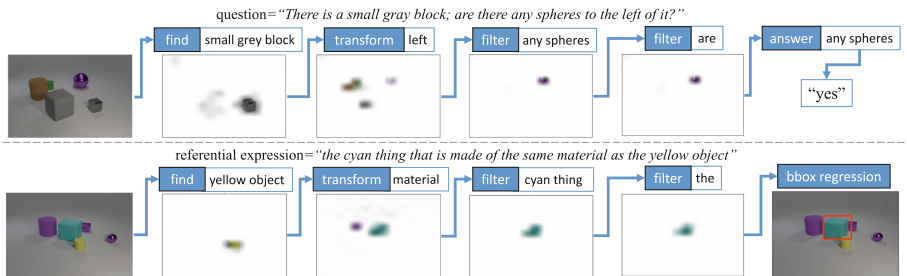 question=“There is a small gray block; are there any spheres to the left of it?”
find small grey block transform left filter any spheres filter are answer any spheres
“yes”
referential expression=“the cyan thing that is made of the same material as the yellow object”
find yellow object transform material filter cyan thing filter the bbox regression